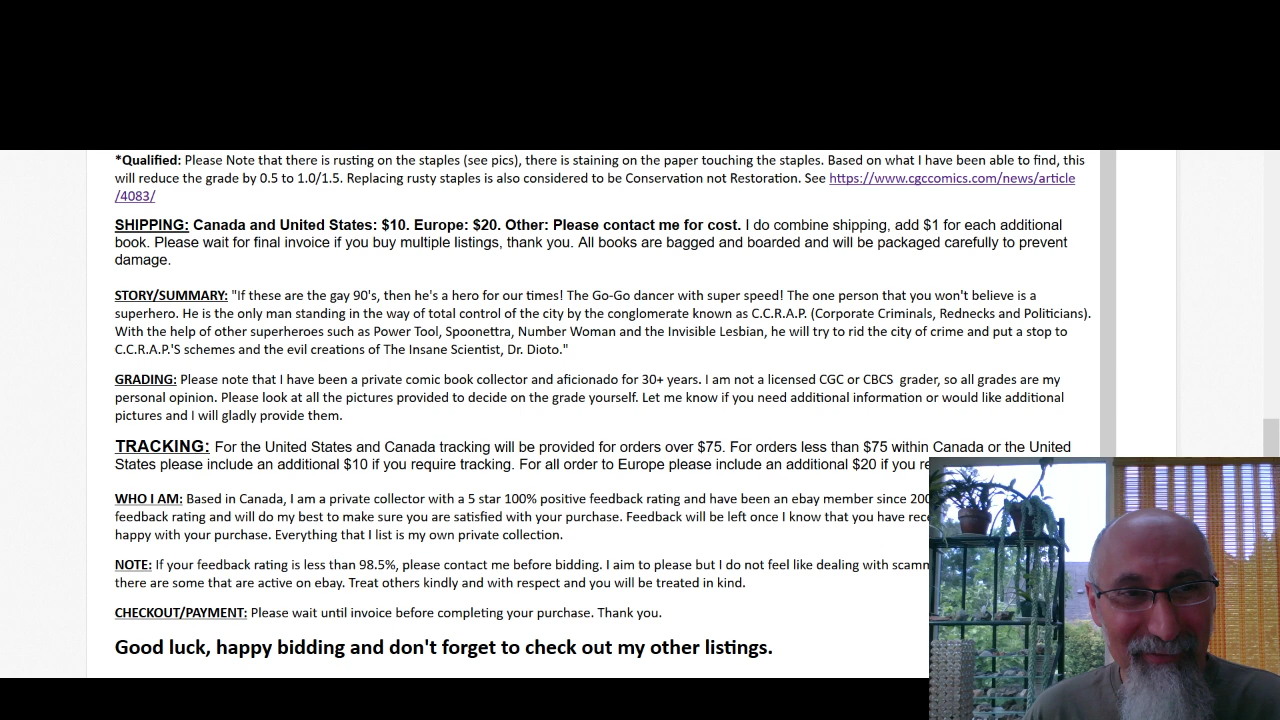 *Qualified: Please Note that there is rusting on the staples (see pics), there is staining on the paper touching the staples. Based on what I have been able to find, this
will reduce the grade by 0.5 to 1.0/1.5. Replacing rusty staples is also considered to be Conservation not Restoration. See https://www.cgccomics.com/news/article
/4083/
SHIPPING: Canada and United States: $10. Europe: $20. Other: Please contact me for cost. I do combine shipping, add $1 for each additional
book. Please wait for final invoice if you buy multiple listings, thank you. All books are bagged and boarded and will be packaged carefully to prevent
damage.
STORY/SUMMARY: "If these are the gay 90's, then he's a hero for our times! The Go-Go dancer with super speed! The one person that you won't believe is a
superhero. He is the only man standing in the way of total control of the city by the conglomerate known as C.C.R.A.P. (Corporate Criminals, Rednecks and Politicians).
With the help of other superheroes such as Power Tool, Spoonettra, Number Woman and the Invisible Lesbian, he will try to rid the city of crime and put a stop to
C.C.R.A.P.'S schemes and the evil creations of The Insane Scientist, Dr. Dioto."
GRADING: Please note that I have been a private comic book collector and aficionado for 30+ years. I am not a licensed CGC or CBCS grader, so all grades are my
personal opinion. Please look at all the pictures provided to decide on the grade yourself. Let me know if you need additional information or would like additional
pictures and I will gladly provide them.
TRACKING: For the United States and Canada tracking will be provided for orders over $75. For orders less than $75 within Canada or the United
States please include an additional $10 if you require tracking. For all order to Europe please include an additional $20 if you
WHO I AM: Based in Canada, I am a private collector with a 5 star 100% positive feedback rating and have been an ebay member since
feedback rating and will do my best to make sure you are satisfied with your purchase. Feedback will be left once I know that you have
happy with your purchase. Everything that I list is my own private collection.
NOTE: If your feedback rating is less than 98.5%, please contact me before bidding. I aim to please but I do not feel like dealing with
there are some that are active on ebay. Treat others kindly and with respect and you will be treated in kind.
CHECKOUT/PAYMENT: Please wait until invoice before completing your purchase. Thank you.
Good luck, happy bidding and don't forget to check out my other listings.